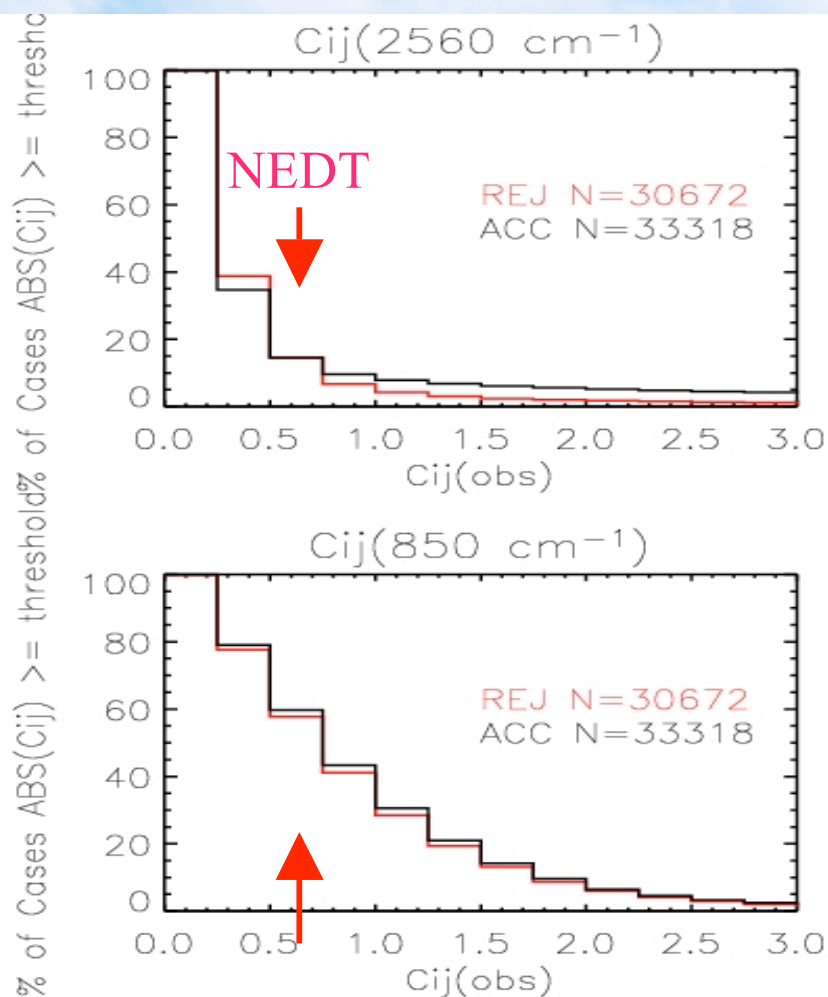 Cij(2560 cm⁻¹)
% of Cases ABS(Cij) >= thresho
100
80
60
40
20
0
NEDT
REJ N=30672
ACC N=33318
0.0 0.5 1.0 1.5 2.0 2.5 3.0
Cij(obs)
Cij(850 cm⁻¹)
% of Cases ABS(Cij) >= threshold
100
80
60
40
20
0
REJ N=30672
ACC N=33318
0.0 0.5 1.0 1.5 2.0 2.5 3.0
Cij(obs)